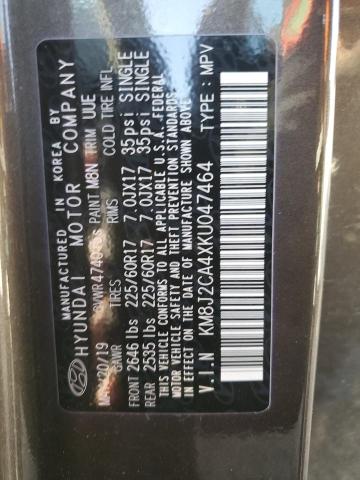 MANUFACTURED IN KOREA BY
HYUNDAI MOTOR COMPANY
20/19 PAINT M8N TRIM UUE
GAWR TIRES RIMS COLD TIRE INFL.
FRONT 2646 lbs 225/60R17 7.0JX17 35psi SINGLE
REAR 2535 lbs 225/60R17 7.0JX17 35psi SINGLE
THIS VEHICLE CONFORMS TO ALL APPLICABLE U.S.A. FEDERAL
MOTOR VEHICLE SAFETY AND THEFT PREVENTION STANDARDS
IN EFFECT ON THE DATE OF MANUFACTURE SHOWN ABOVE
V.I.N KM8J2CA4XKU047464 TYPE : MPV